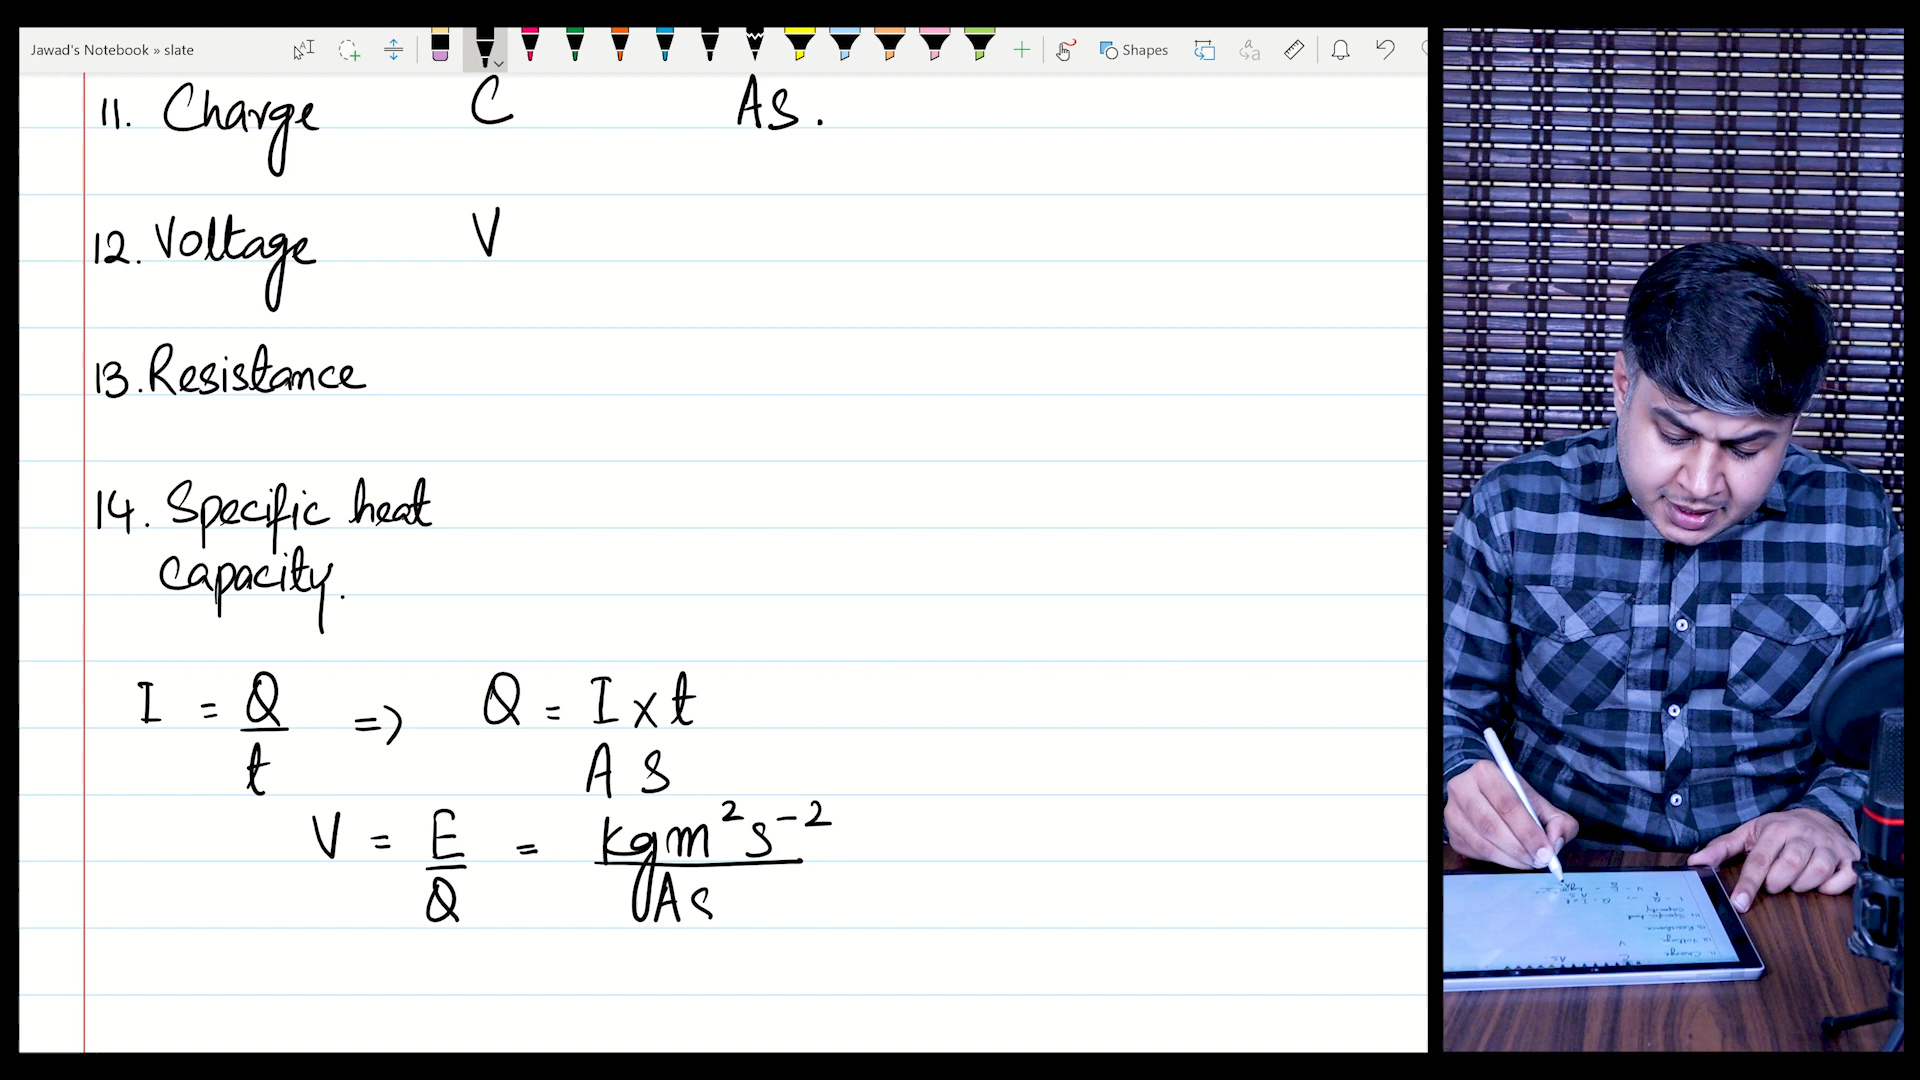 Jawad's Notebook » slate
Shapes
11. Charge C As.
12. Voltage V
13. Resistance
14. Specific heat
capacity.
I = Q/t => Q = I x t
A s
V = E/Q = kgm²s⁻²/As